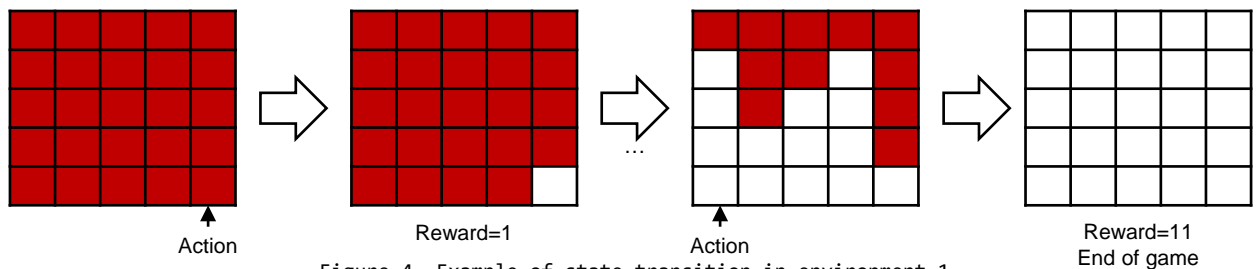 …
Action
Reward=1
Action
Reward=11
End of game
Figure 4. Example of state transition in environment 1